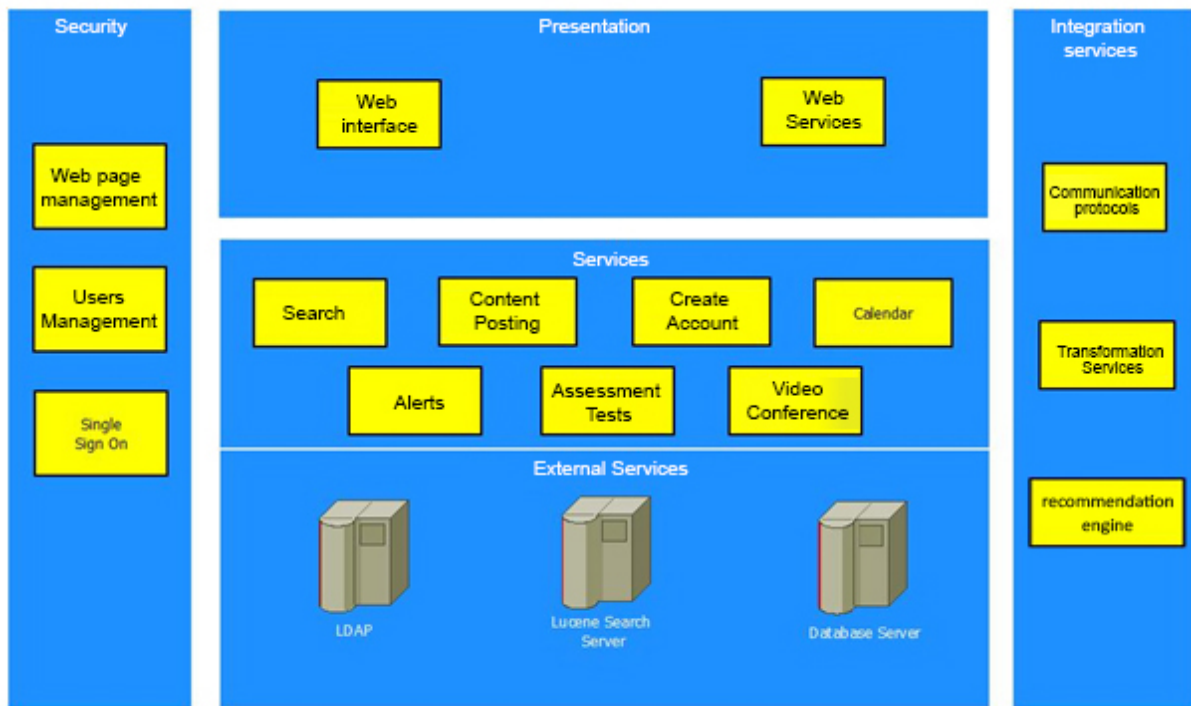 Security
Web page
management
Users
Management
Single
Sign On
Presentation
Web
interface
Web
Services
Services
Search
Content
Posting
Create
Account
Calendar
Alerts
Assessment
Tests
Video
Conference
External Services
LDAP
Lucene Search
Server
Database Server
Integration
services
Communication
protocols
Transformation
Services
recommendation
engine